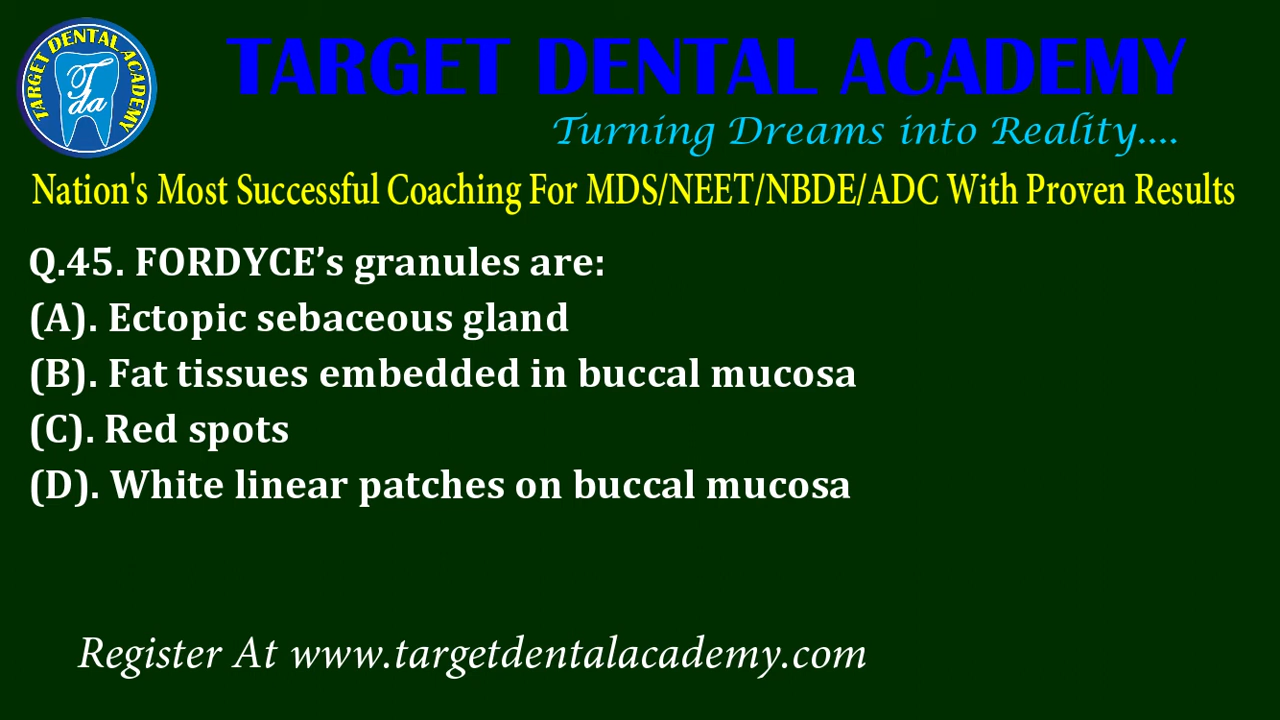 TARGET DENTAL ACADEMY
T
da
TARGET DENTAL ACADEMY
Turning Dreams into Reality....
Nation's Most Successful Coaching For MDS/NEET/NBDE/ADC With Proven Results
Q.45. FORDYCE’s granules are:
(A). Ectopic sebaceous gland
(B). Fat tissues embedded in buccal mucosa
(C). Red spots
(D). White linear patches on buccal mucosa
Register At www.targetdentalacademy.com